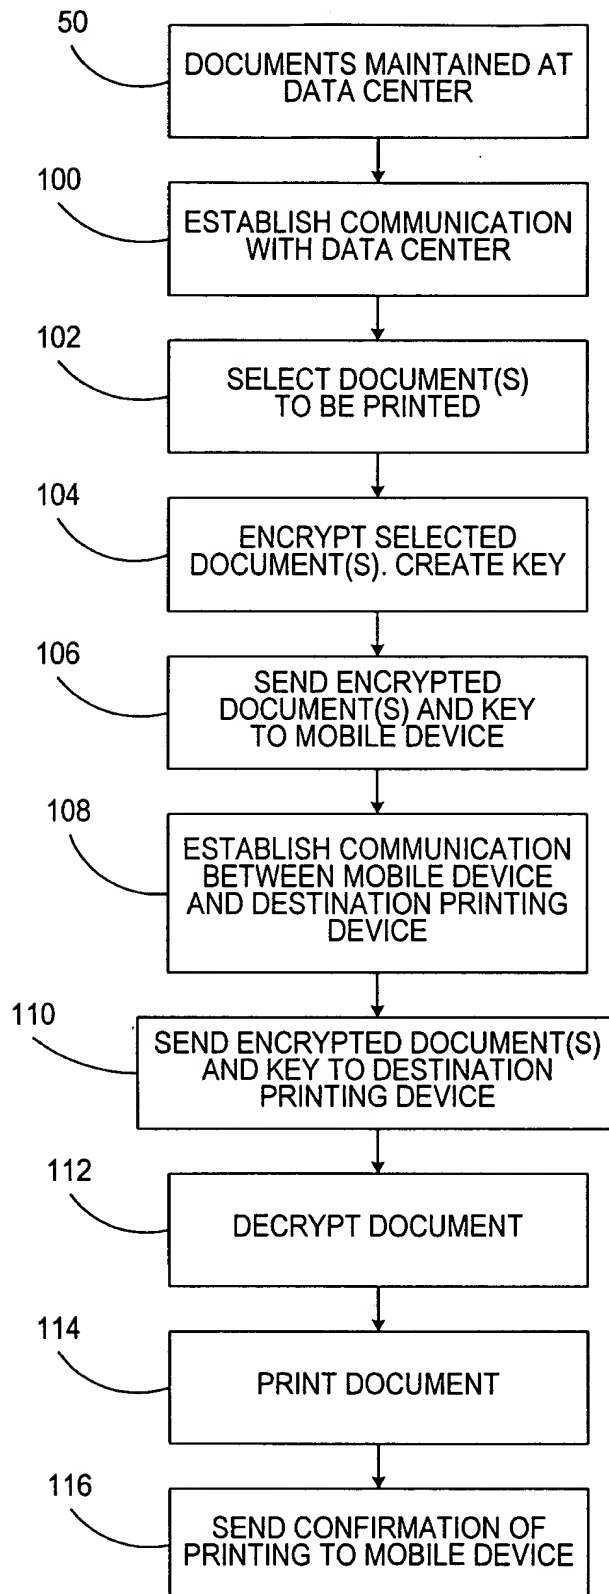 50
DOCUMENTS MAINTAINED AT
DATA CENTER
100
ESTABLISH COMMUNICATION
WITH DATA CENTER
102
SELECT DOCUMENT(S)
TO BE PRINTED
104
ENCRYPT SELECTED
DOCUMENT(S). CREATE KEY
106
SEND ENCRYPTED
DOCUMENT(S) AND KEY
TO MOBILE DEVICE
108
ESTABLISH COMMUNICATION
BETWEEN MOBILE DEVICE
AND DESTINATION PRINTING
DEVICE
110
SEND ENCRYPTED DOCUMENT(S)
AND KEY TO DESTINATION
PRINTING DEVICE
112
DECRYPT DOCUMENT
114
PRINT DOCUMENT
116
SEND CONFIRMATION OF
PRINTING TO MOBILE DEVICE